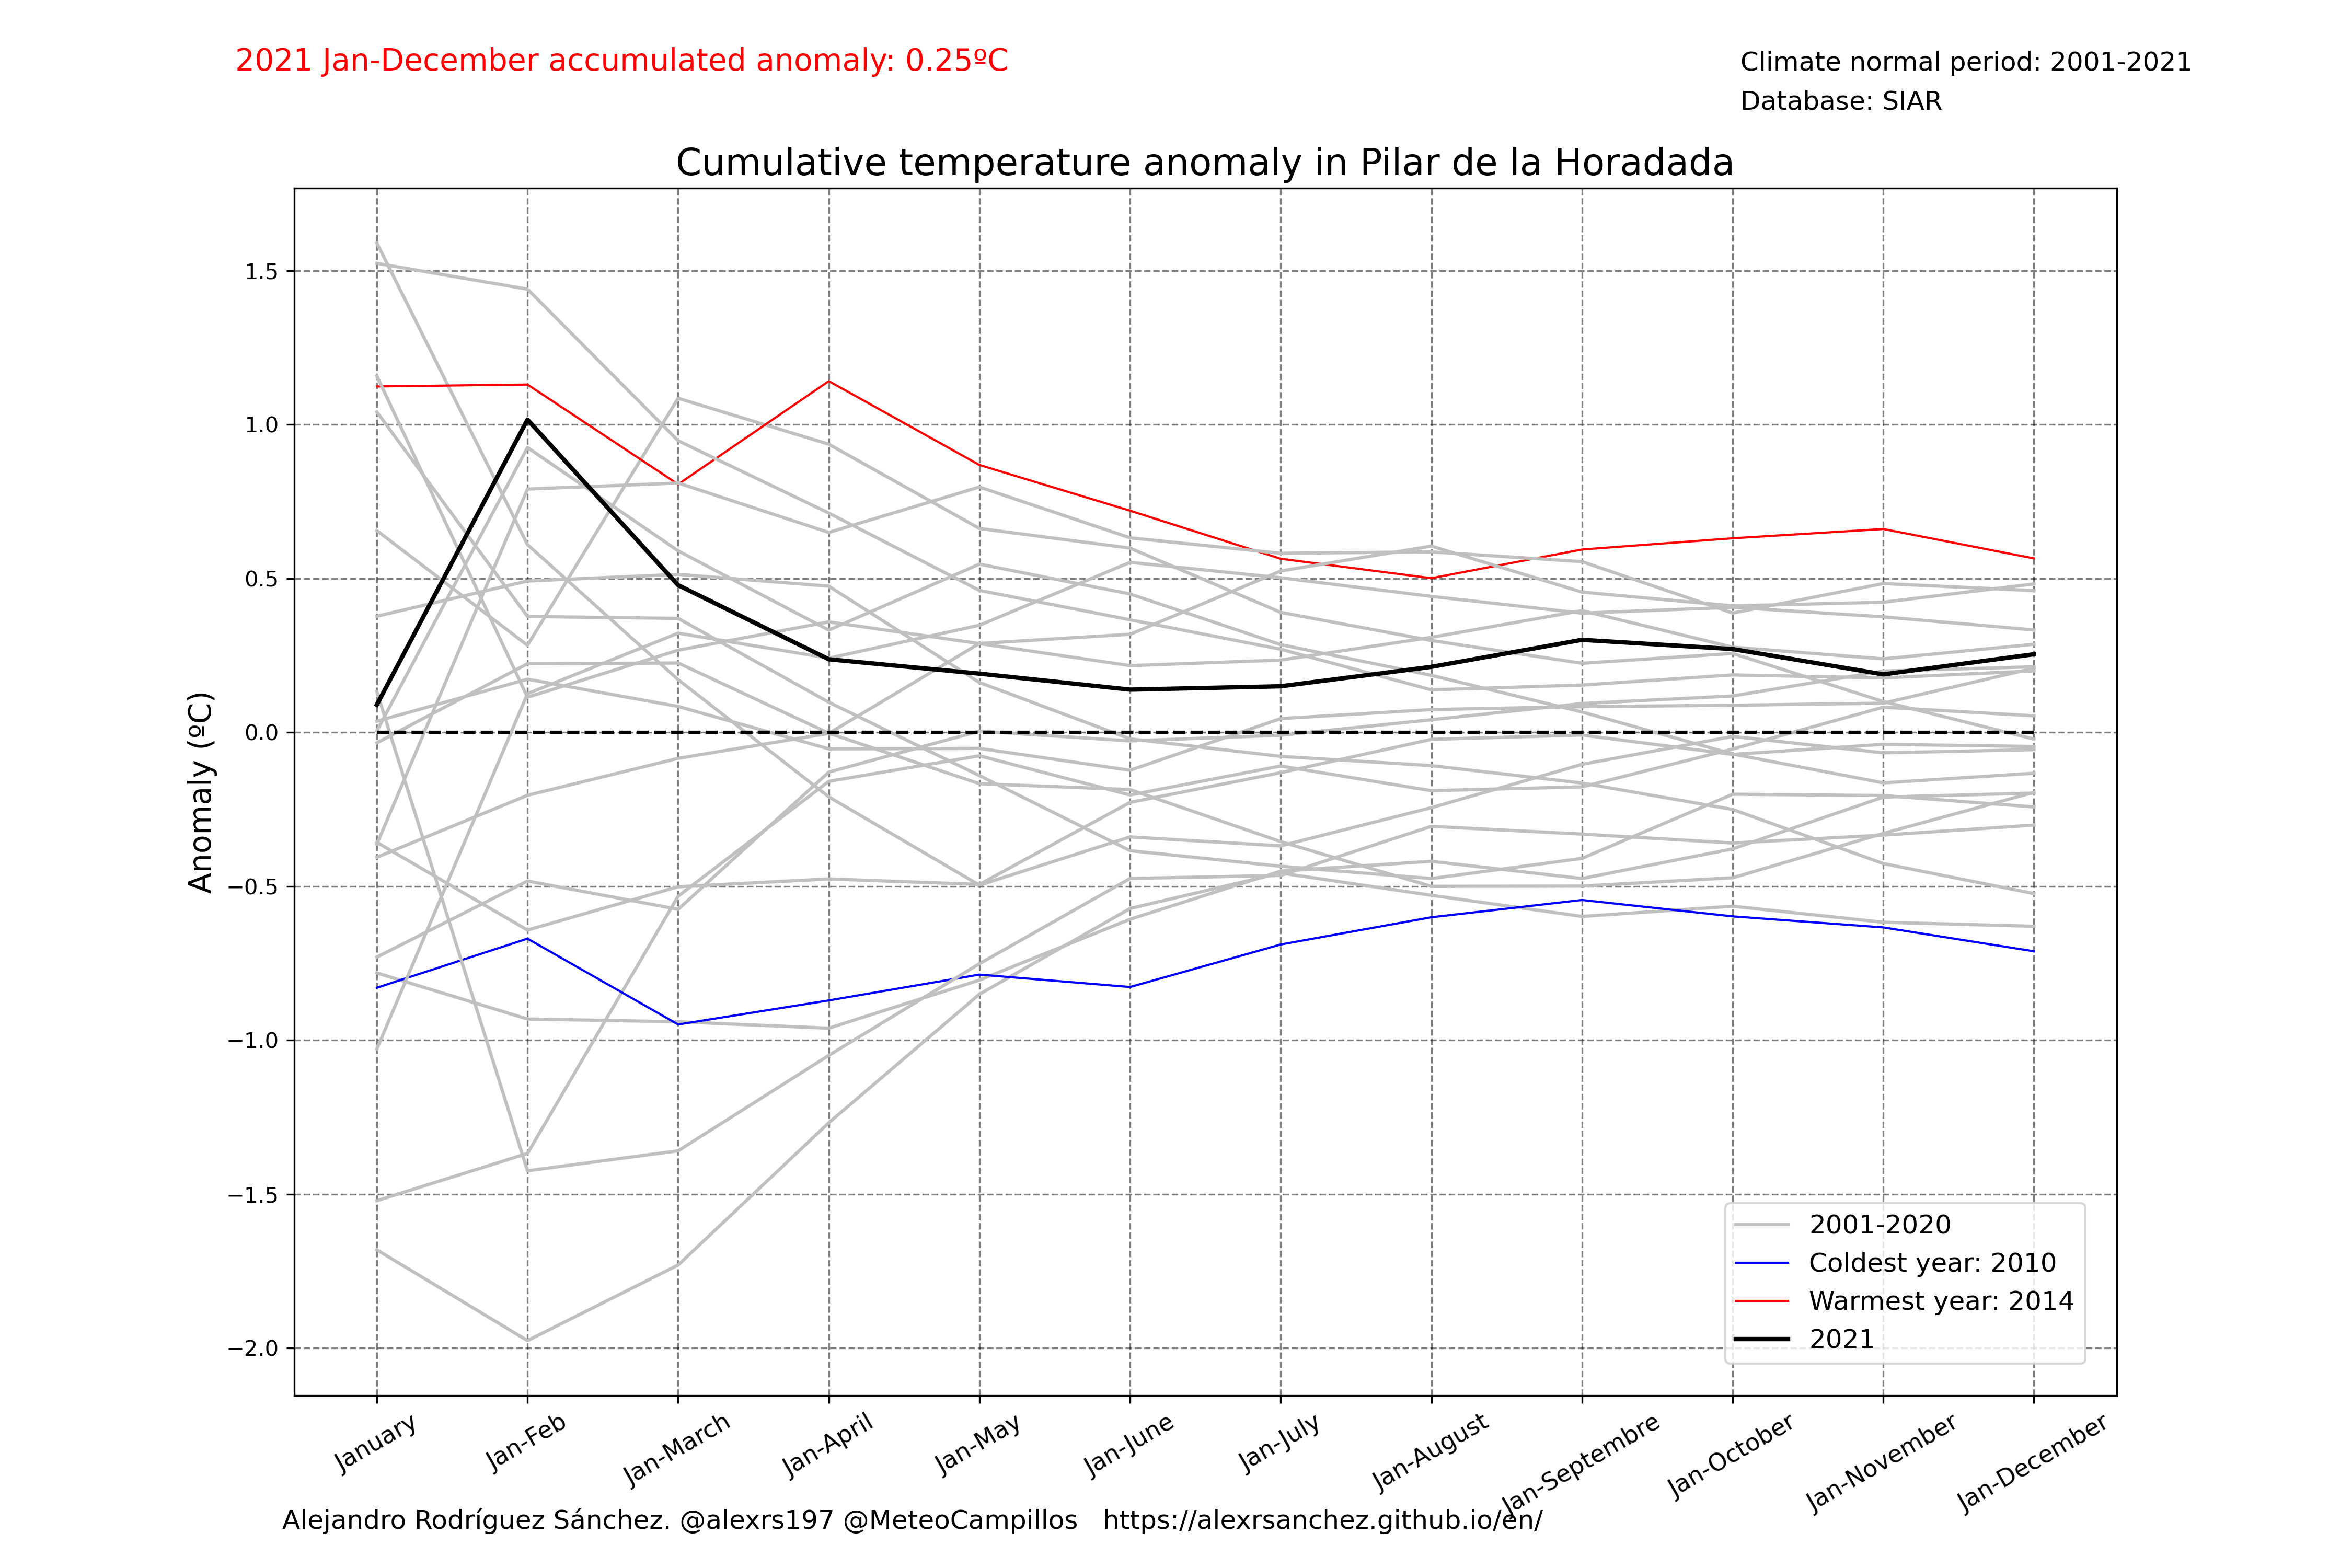 2021 Jan-December accumulated anomaly: 0.25ºC
Climate normal period: 2001-2021
Database: SIAR
Cumulative temperature anomaly in Pilar de la Horadada
Anomaly (ºC)
1.5
1.0
0.5
0.0
−0.5
−1.0
−1.5
−2.0
2001-2020
Coldest year: 2010
Warmest year: 2014
2021
January
Jan-Feb
Jan-March
Jan-April
Jan-May
Jan-June
Jan-July
Jan-August
Jan-Septembre
Jan-October
Jan-November
Jan-December
Alejandro Rodríguez Sánchez. @alexrs197 @MeteoCampillos   https://alexrsanchez.github.io/en/